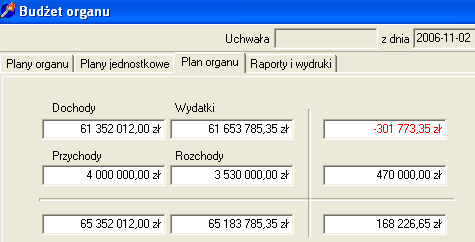 Budżet organu
Uchwała z dnia 2006-11-02
Plany organu Plany jednostkowe Plan organu Raporty i wydruki
Dochody Wydatki
61 352 012,00 zł 61 653 785,35 zł -301 773,35 zł
Przychody Rozchody
4 000 000,00 zł 3 530 000,00 zł 470 000,00 zł
65 352 012,00 zł 65 183 785,35 zł 168 226,65 zł